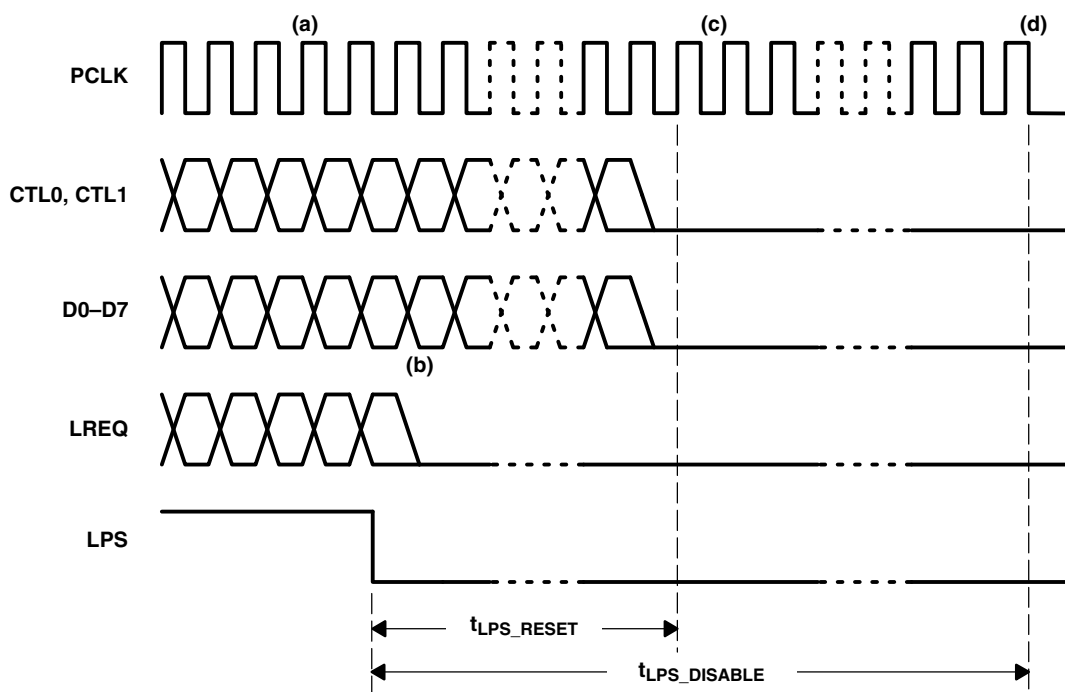 (a) (c) (d)
PCLK
CTL0, CTL1
D0–D7
(b)
LREQ
LPS
tLPS_RESET
tLPS_DISABLE